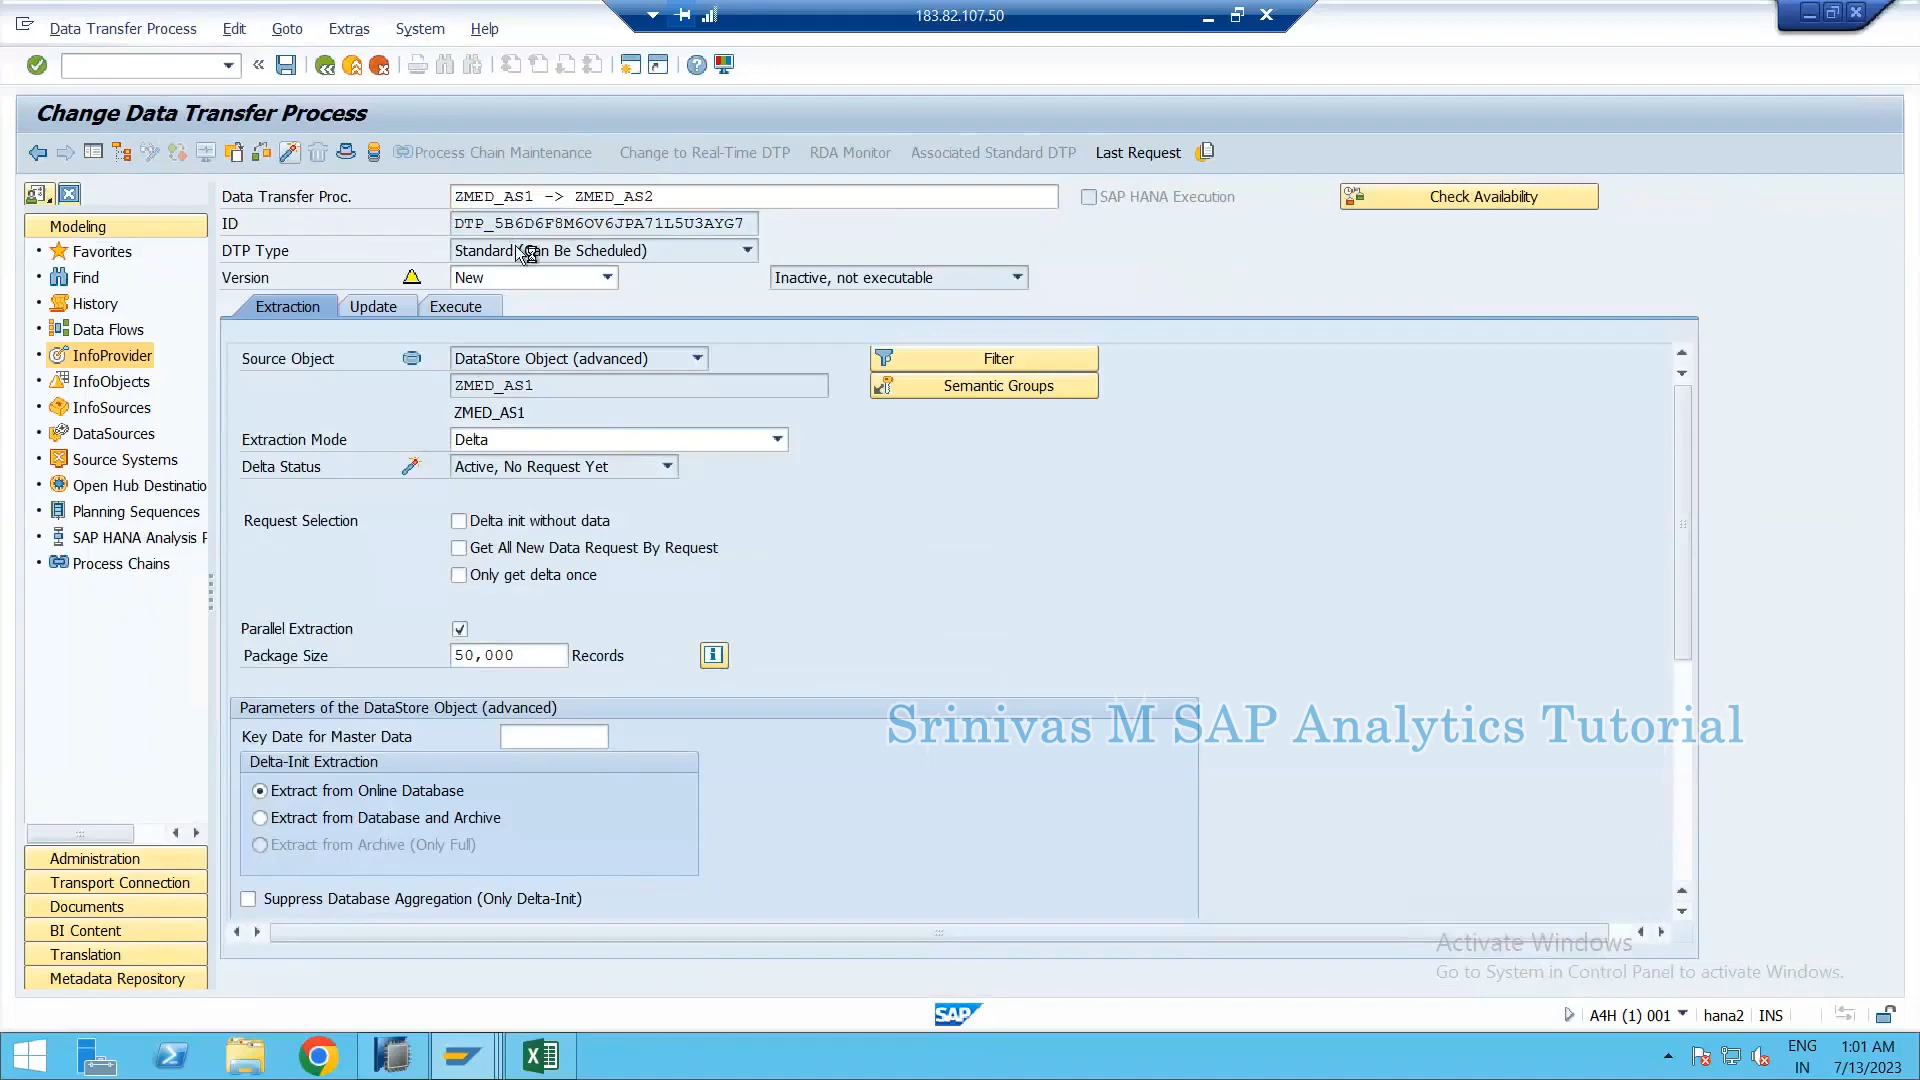 183.82.107.50
Data Transfer Process Edit Goto Extras System Help
Change Data Transfer Process
Process Chain Maintenance Change to Real-Time DTP RDA Monitor Associated Standard DTP Last Request
Data Transfer Proc. ZMED_AS1 -> ZMED_AS2 SAP HANA Execution Check Availability
ID DTP_5B6D6F8M6OV6JPA71L5U3AYG7
DTP Type Standard (Can Be Scheduled)
Version New Inactive, not executable
Extraction Update Execute
Source Object DataStore Object (advanced) Filter
ZMED_AS1 Semantic Groups
ZMED_AS1
Extraction Mode Delta
Delta Status Active, No Request Yet
Request Selection Delta init without data
Get All New Data Request By Request
Only get delta once
Parallel Extraction
Package Size 50,000 Records
Parameters of the DataStore Object (advanced)
Key Date for Master Data
Delta-Init Extraction
Extract from Online Database
Extract from Database and Archive
Extract from Archive (Only Full)
Suppress Database Aggregation (Only Delta-Init)
Modeling
Favorites
Find
History
Data Flows
InfoProvider
InfoObjects
InfoSources
DataSources
Source Systems
Open Hub Destinatio
Planning Sequences
SAP HANA Analysis P
Process Chains
Administration
Transport Connection
Documents
BI Content
Translation
Metadata Repository
Srinivas M SAP Analytics Tutorial
Activate Windows
Go to System in Control Panel to activate Windows.
SAP
A4H (1) 001 hana2 INS
ENG
IN
1:01 AM
7/13/2023